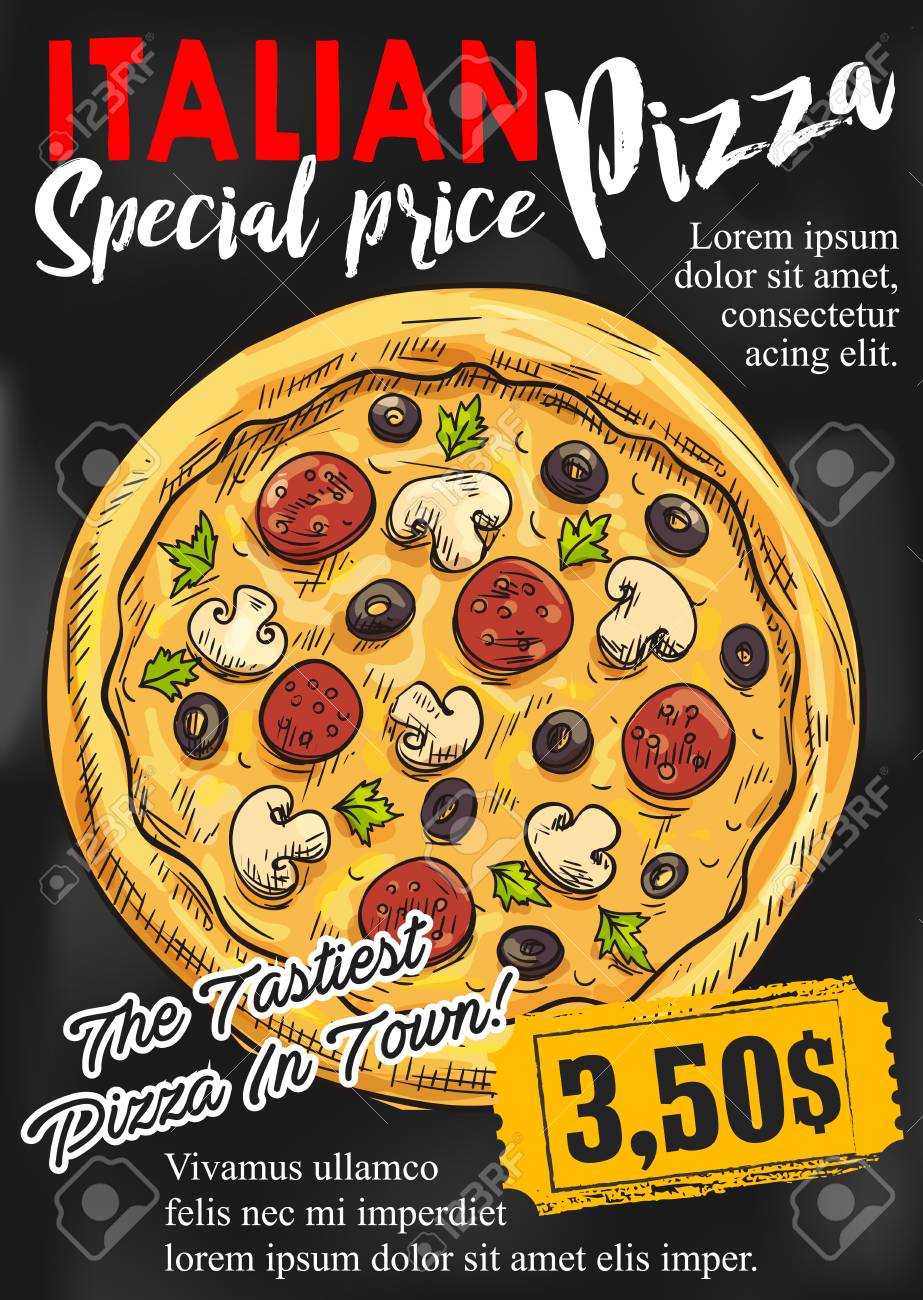 ITALIAN Pizza
Special price
Lorem ipsum
dolor sit amet,
consectetur
acing elit.
The Tastiest
Pizza In Town!
3,50$
Vivamus ullamco
felis nec mi imperdiet
lorem ipsum dolor sit amet elis imper.
123RF